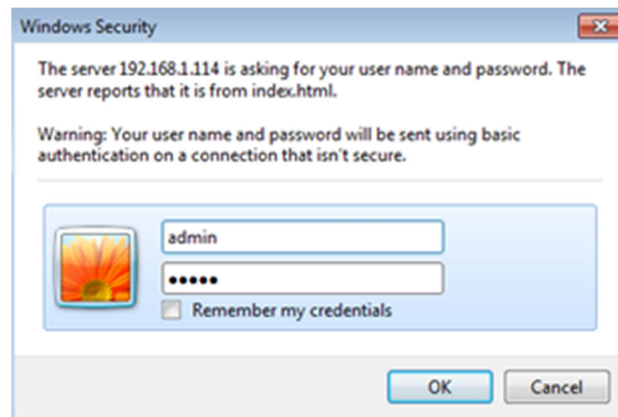 Windows Security
The server 192.168.1.114 is asking for your user name and password. The
server reports that it is from index.html.
Warning: Your user name and password will be sent using basic
authentication on a connection that isn't secure.
admin
•••••
Remember my credentials
OK
Cancel